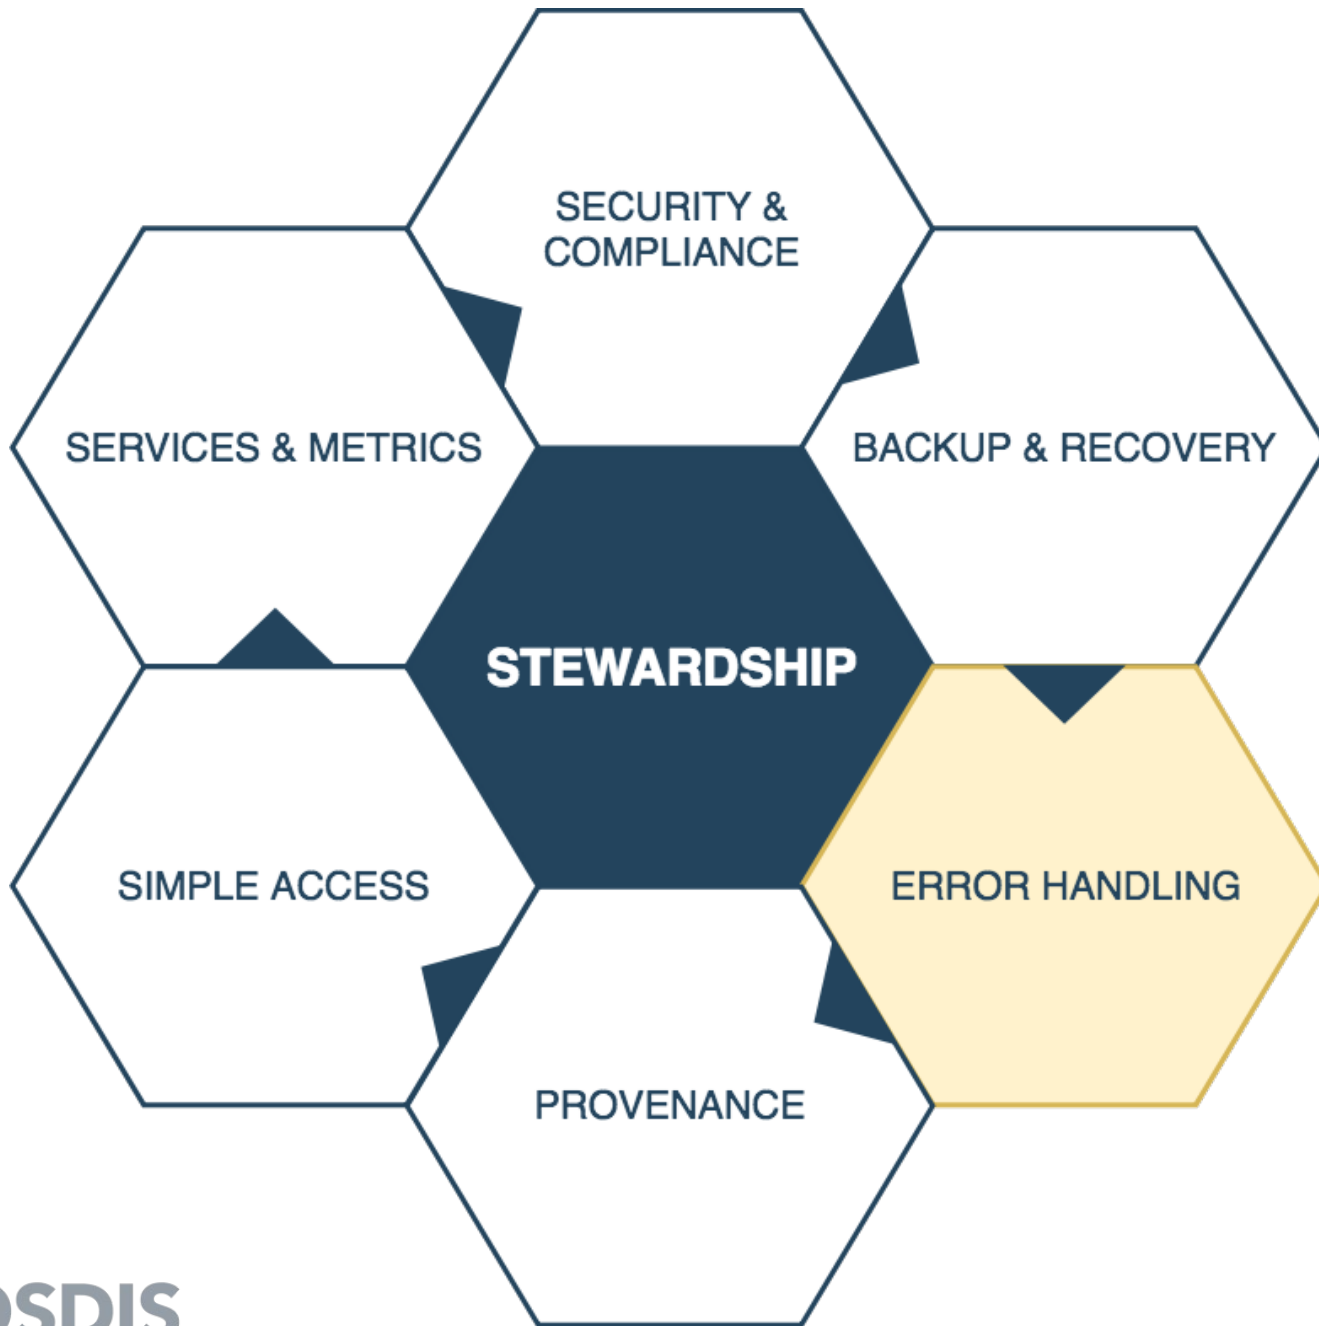 SECURITY &
COMPLIANCE
SERVICES & METRICS
BACKUP & RECOVERY
STEWARDSHIP
SIMPLE ACCESS
ERROR HANDLING
PROVENANCE